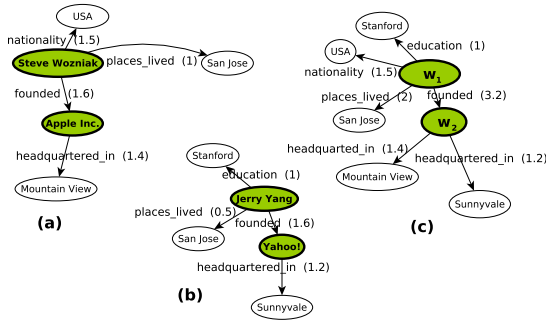 USA
nationality (1.5)
Steve Wozniak
places_lived (1)
San Jose
founded (1.6)
Apple Inc.
headquartered_in (1.4)
Mountain View
(a)
Stanford
education (1)
Jerry Yang
places_lived (0.5)
founded (1.6)
San Jose
Yahoo!
headquartered_in (1.2)
Sunnyvale
(b)
Stanford
education (1)
USA
nationality (1.5)
w1
places_lived (2)
founded (3.2)
San Jose
w2
headquarted_in (1.4)
headquartered_in (1.2)
Mountain View
Sunnyvale
(c)